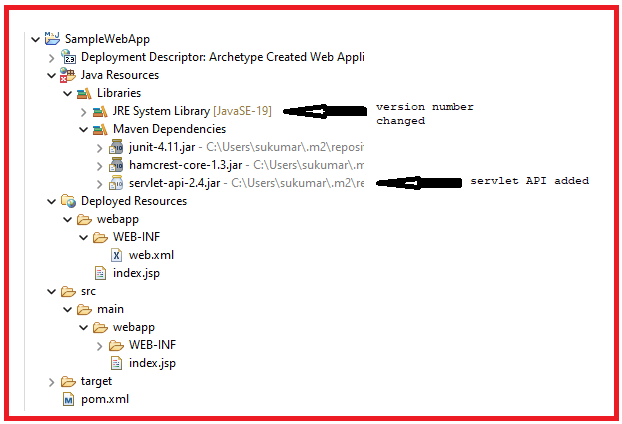 SampleWebApp
Deployment Descriptor: Archetype Created Web Appli
Java Resources
Libraries
JRE System Library [JavaSE-19]
version number
changed
Maven Dependencies
junit-4.11.jar - C:\Users\sukumar\.m2\reposit
hamcrest-core-1.3.jar - C:\Users\sukumar\.m
servlet-api-2.4.jar - C:\Users\sukumar\.m2\re
servlet API added
Deployed Resources
webapp
WEB-INF
web.xml
index.jsp
src
main
webapp
WEB-INF
index.jsp
target
pom.xml